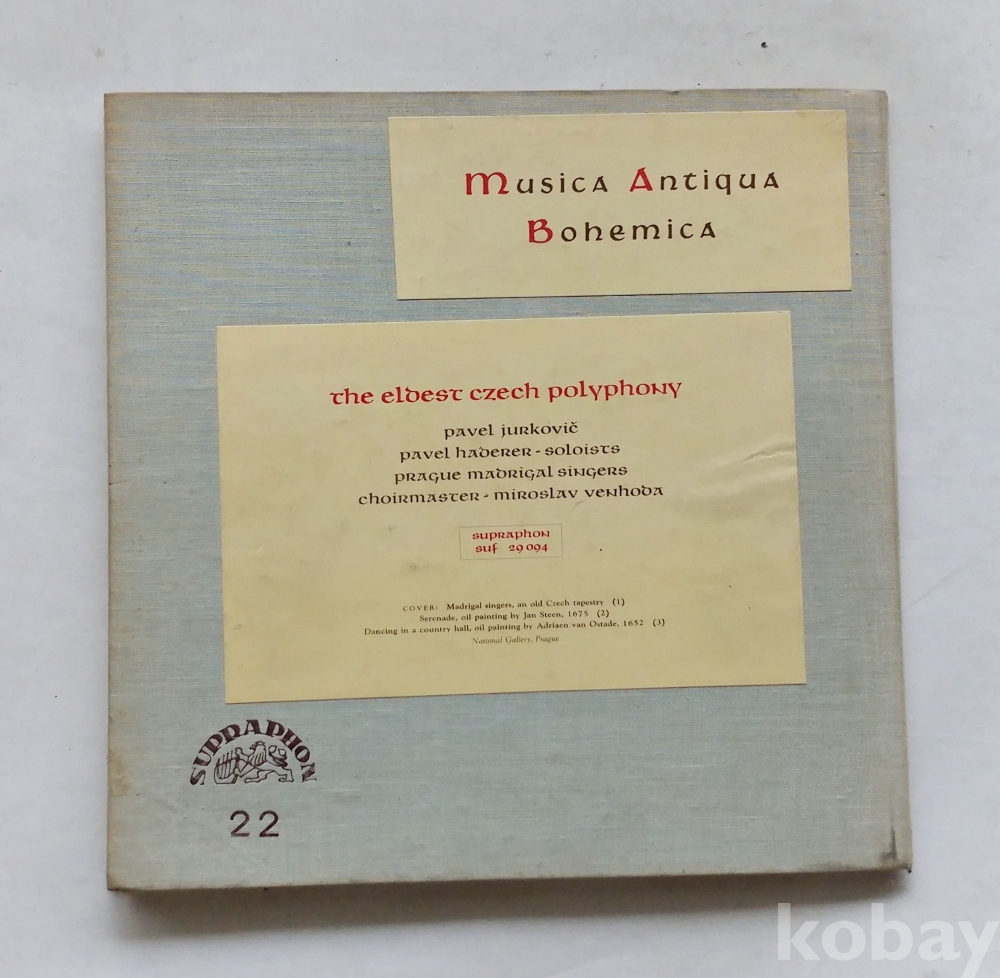 Musica Antiqua
Bohemica
the eldest czech polyphony
pavel jurkovič
pavel haderer - soloists
prague madrigal singers
choirmaster - miroslav venhoda
supraphon
suf 29 094
COVER: Madrigal singers, an old Czech tapestry (1)
Serenade, oil painting by Jan Steen, 1675 (2)
Dancing in a country hall, oil painting by Adriaen van Ostade, 1652 (3)
National Gallery, Prague
SUPRAPHON
22
kobay